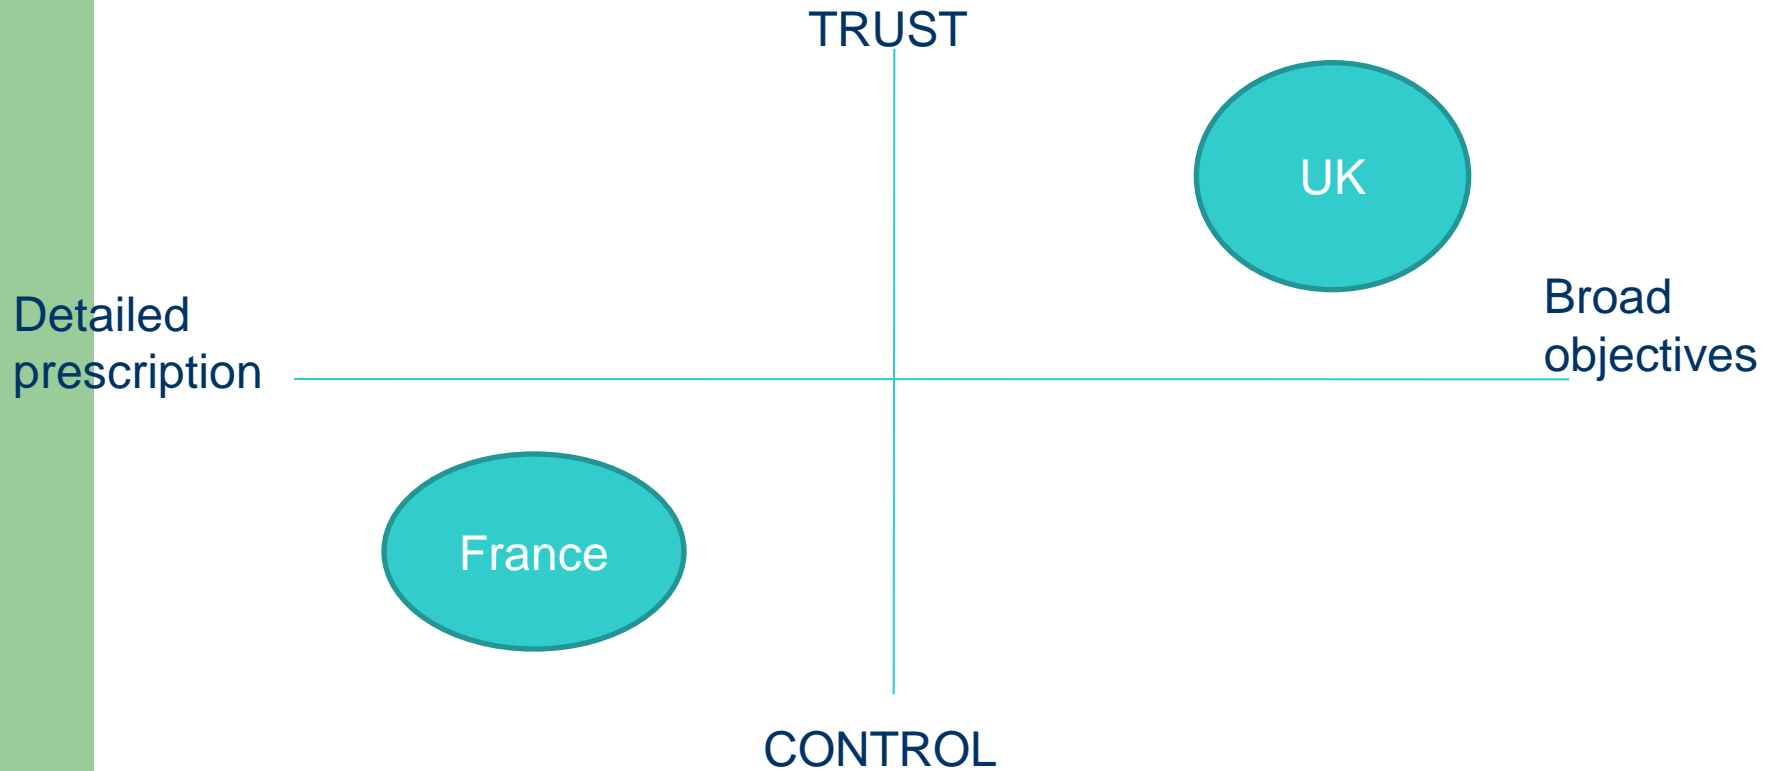 TRUST
UK
Detailed
prescription
Broad
objectives
France
CONTROL